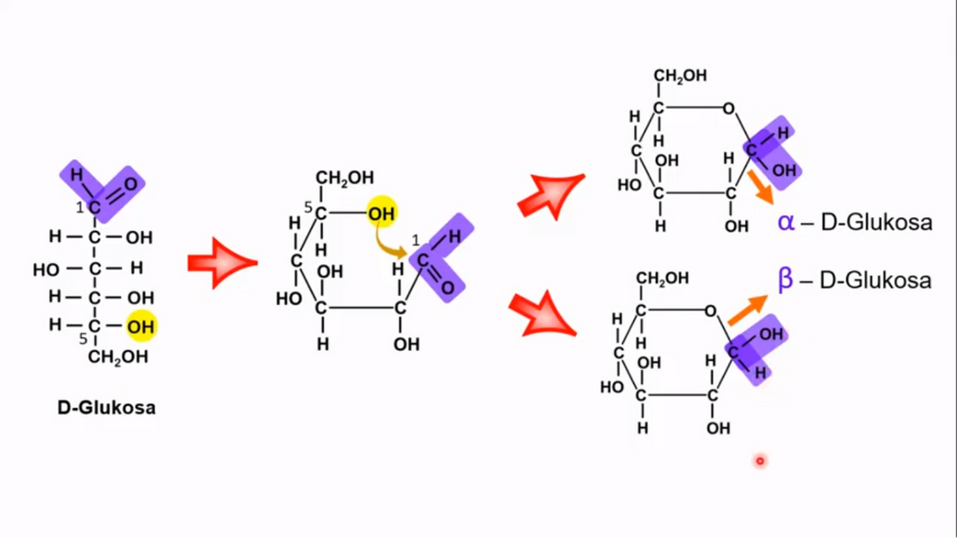 H O
1 C
H – C – OH
HO – C – H
H – C – OH
H – C – OH
5
CH₂OH
D-Glukosa
CH₂OH
5 C OH
H H 1 H
C OH H C
HO C C O
H OH
CH₂OH
C O
H H H
C OH H C OH
HO C C
H OH
α – D-Glukosa
β – D-Glukosa
CH₂OH
C O
H H OH
C OH H C
HO C C H
H OH